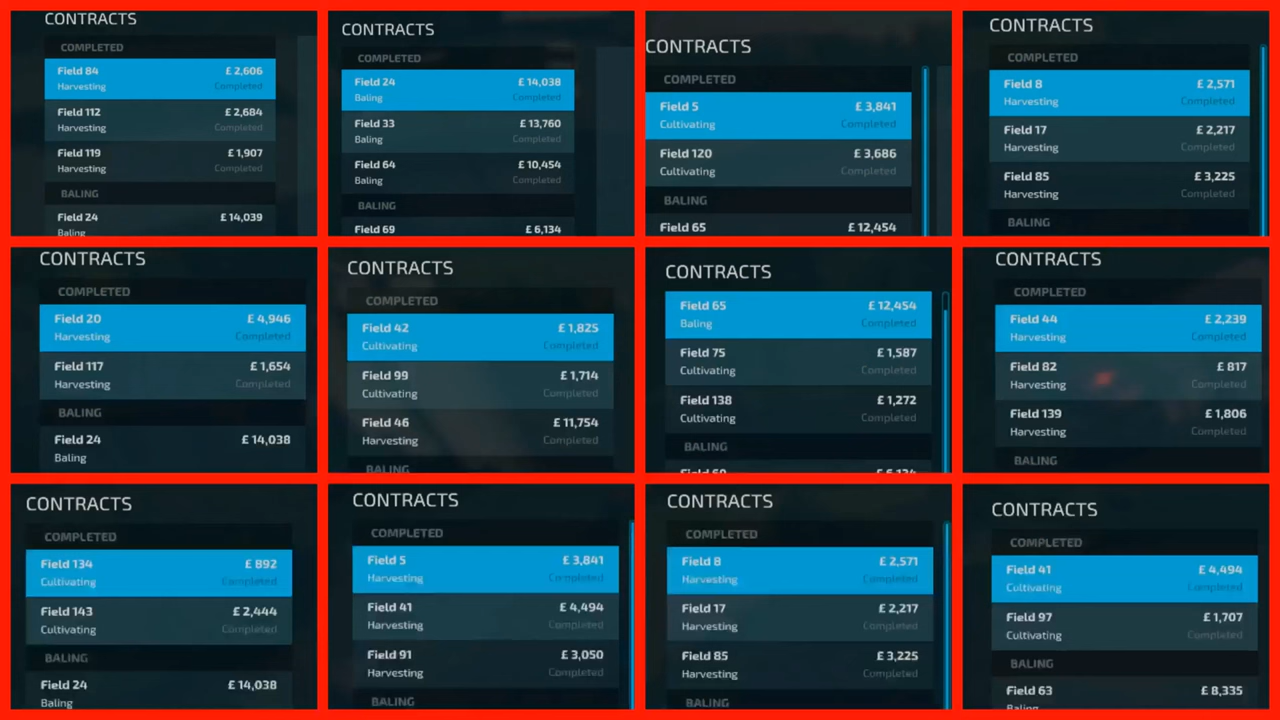 CONTRACTS
COMPLETED
Field 84 £ 2,606
Harvesting Completed
Field 112 £ 2,684
Harvesting Completed
Field 119 £ 1,907
Harvesting Completed
BALING
Field 24 £ 14,039
Baling
CONTRACTS
COMPLETED
Field 24 £ 14,038
Baling Completed
Field 33 £ 13,760
Baling Completed
Field 64 £ 10,454
Baling Completed
BALING
Field 69 £ 6,134
CONTRACTS
COMPLETED
Field 5 £ 3,841
Cultivating Completed
Field 120 £ 3,686
Cultivating Completed
BALING
Field 65 £ 12,454
CONTRACTS
COMPLETED
Field 8 £ 2,571
Harvesting Completed
Field 17 £ 2,217
Harvesting Completed
Field 85 £ 3,225
Harvesting Completed
BALING
CONTRACTS
COMPLETED
Field 20 £ 4,946
Harvesting Completed
Field 117 £ 1,654
Harvesting Completed
BALING
Field 24 £ 14,038
Baling
CONTRACTS
COMPLETED
Field 42 £ 1,825
Cultivating Completed
Field 99 £ 1,714
Cultivating Completed
Field 46 £ 11,754
Harvesting Completed
BALING
CONTRACTS
Field 65 £ 12,454
Baling Completed
Field 75 £ 1,587
Cultivating Completed
Field 138 £ 1,272
Cultivating Completed
BALING
Field 69 £ 6,134
CONTRACTS
COMPLETED
Field 44 £ 2,239
Harvesting Completed
Field 82 £ 817
Harvesting Completed
Field 139 £ 1,806
Harvesting Completed
BALING
CONTRACTS
COMPLETED
Field 134 £ 892
Cultivating Completed
Field 143 £ 2,444
Cultivating Completed
BALING
Field 24 £ 14,038
Baling
CONTRACTS
COMPLETED
Field 5 £ 3,841
Harvesting Completed
Field 41 £ 4,494
Harvesting Completed
Field 91 £ 3,050
Harvesting Completed
BALING
CONTRACTS
COMPLETED
Field 8 £ 2,571
Harvesting Completed
Field 17 £ 2,217
Harvesting Completed
Field 85 £ 3,225
Harvesting Completed
BALING
CONTRACTS
COMPLETED
Field 41 £ 4,494
Cultivating Completed
Field 97 £ 1,707
Cultivating Completed
BALING
Field 63 £ 8,335
Baling